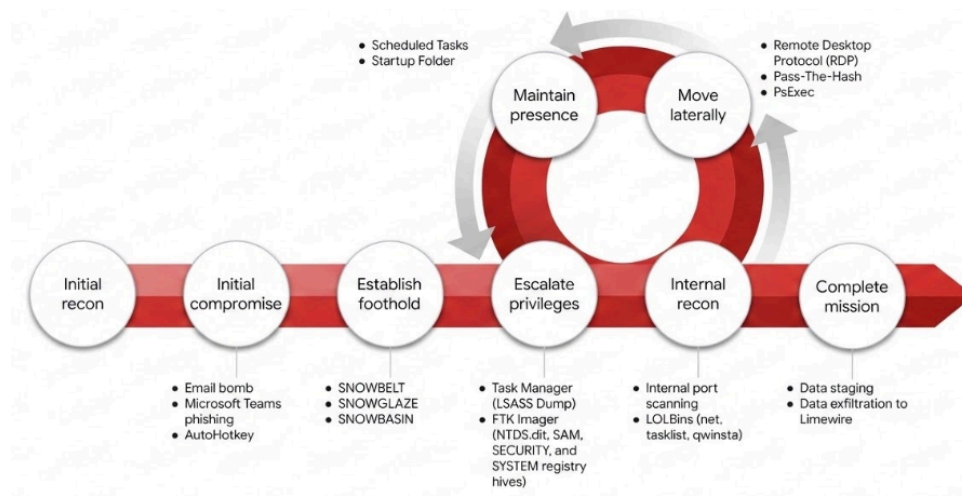 • Scheduled Tasks
• Startup Folder
Maintain
presence
Move
laterally
• Remote Desktop
Protocol (RDP)
• Pass-The-Hash
• PsExec
Initial
recon
Initial
compromise
Establish
foothold
Escalate
privileges
Internal
recon
Complete
mission
• Email bomb
• Microsoft Teams
phishing
• AutoHotkey
• SNOWBELT
• SNOWGLAZE
• SNOWBASIN
• Task Manager
(LSASS Dump)
• FTK Imager
(NTDS.dit, SAM,
SECURITY, and
SYSTEM registry
hives)
• Internal port
scanning
• LOLBins (net,
tasklist, qwinsta)
• Data staging
• Data exfiltration to
Limewire